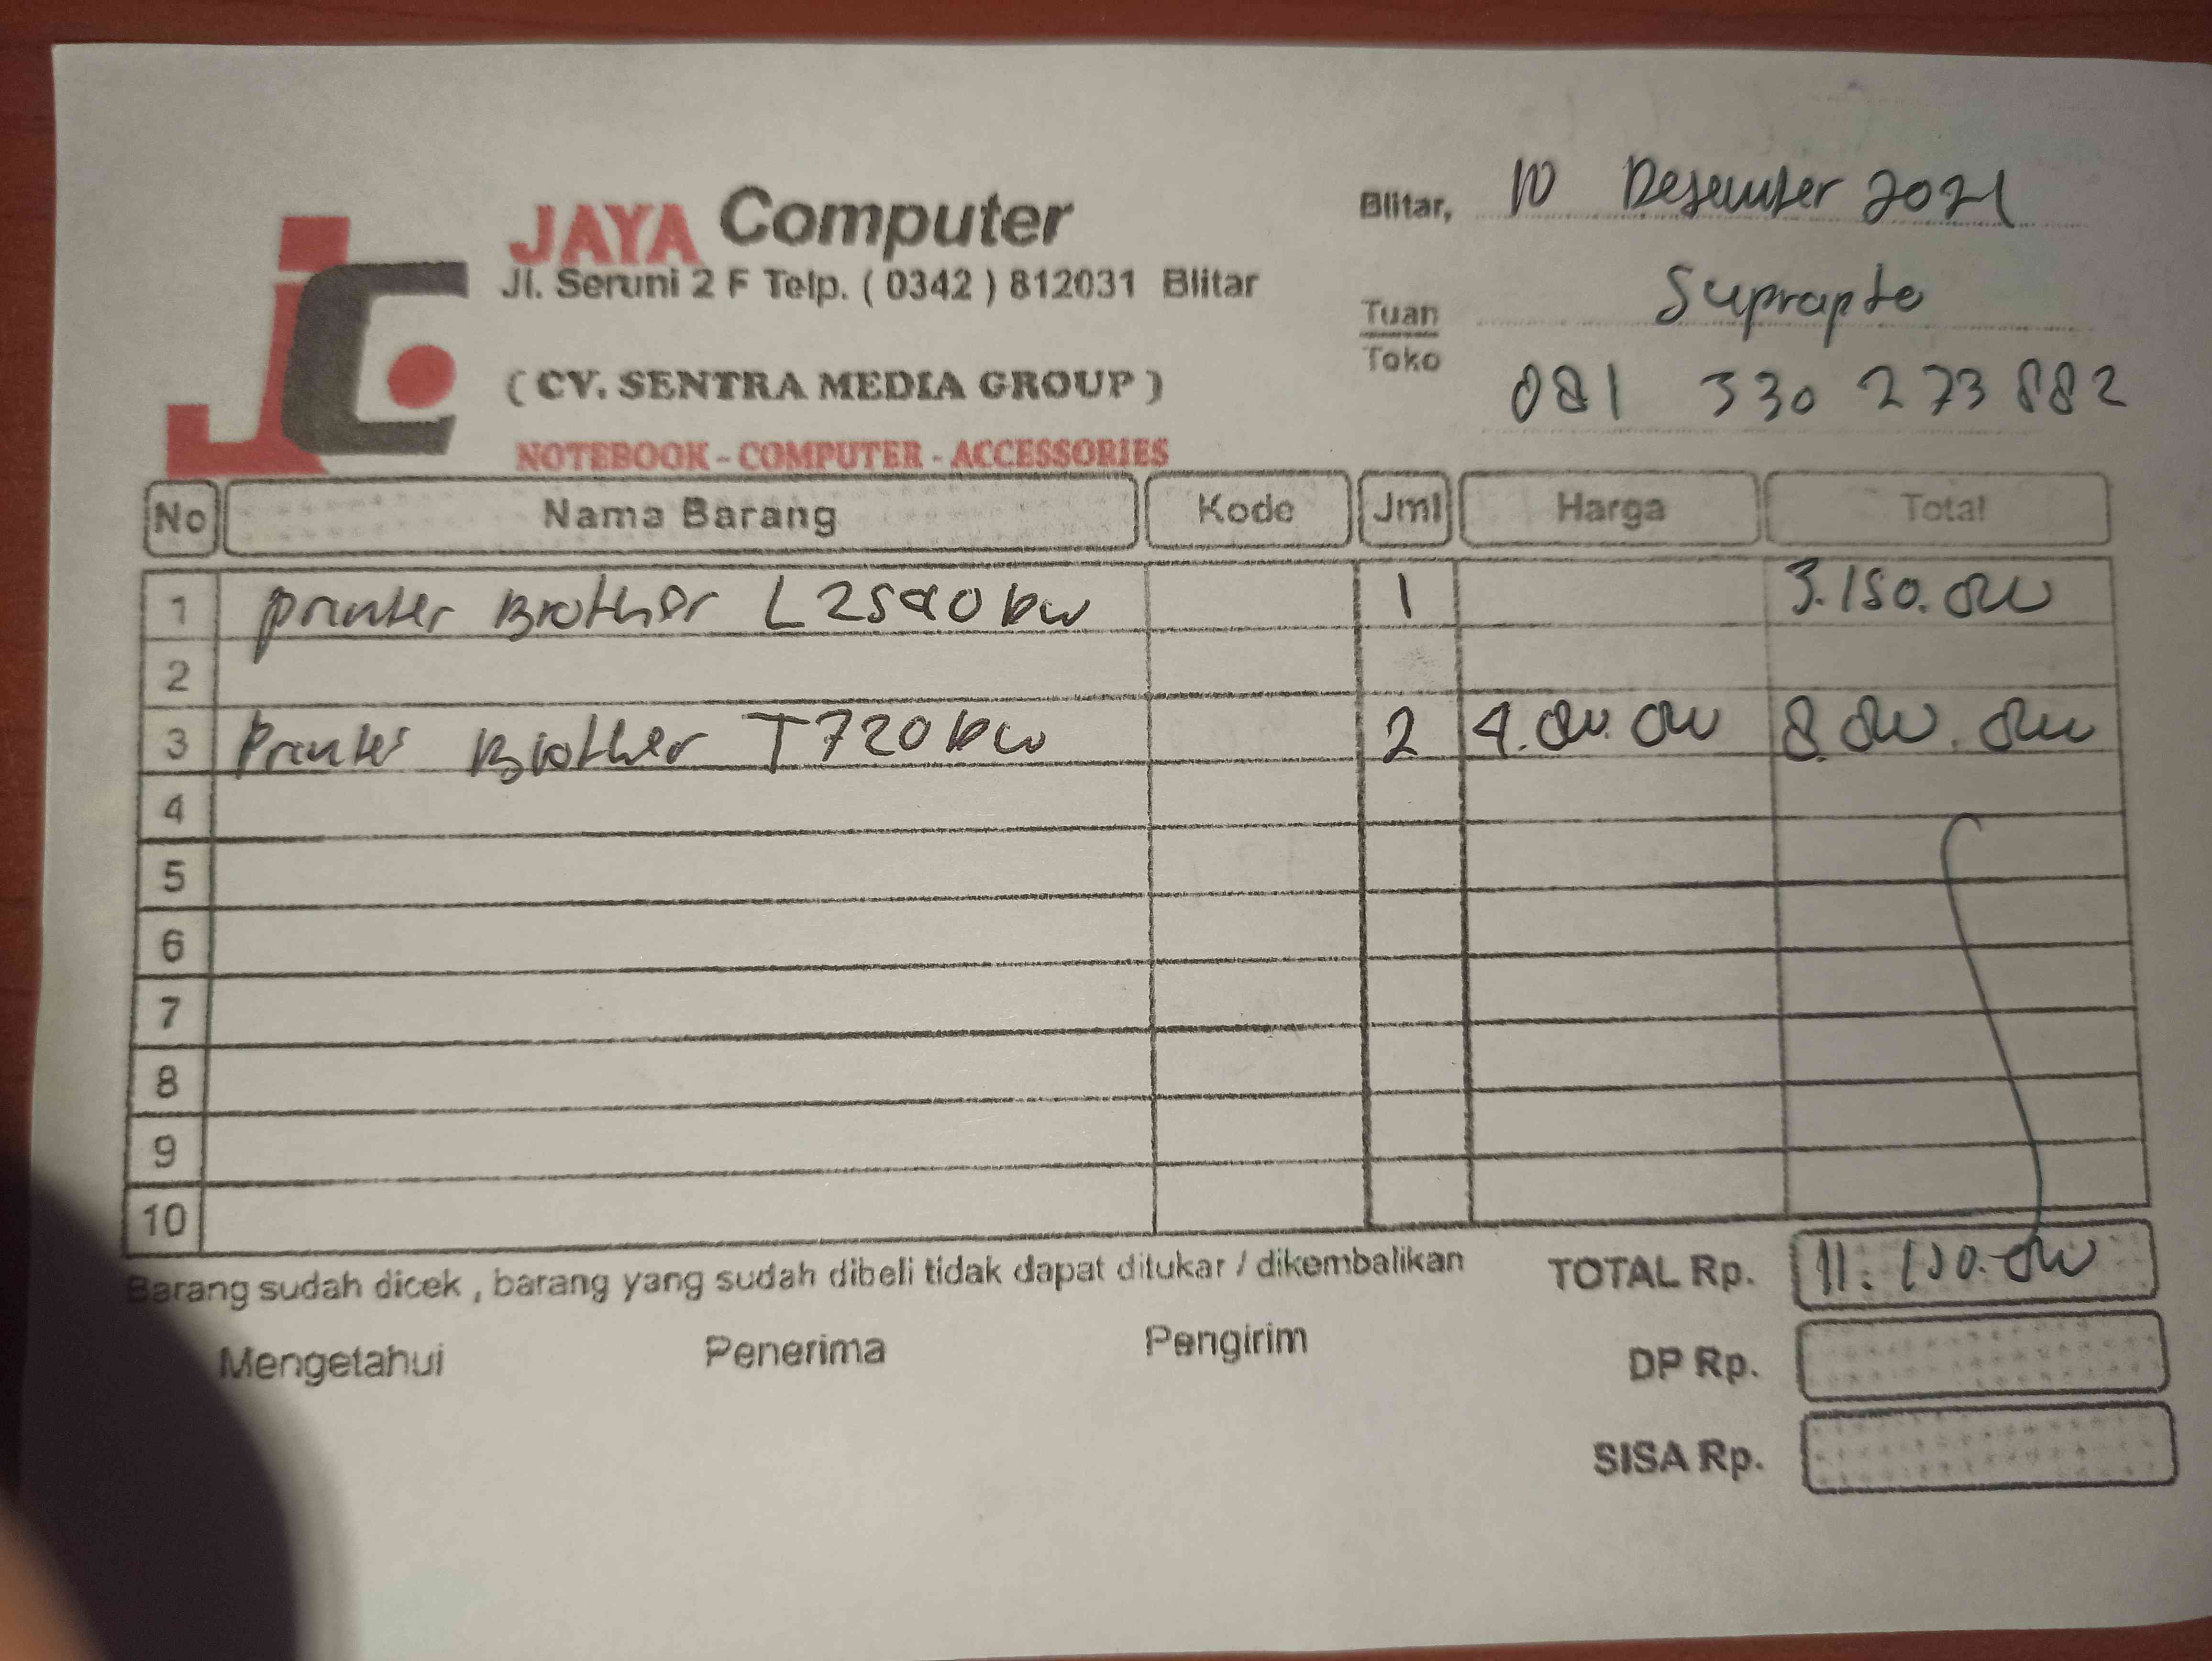 JAYA Computer
Jl. Seruni 2 F Telp. ( 0342 ) 812031 Blitar
( CV. SENTRA MEDIA GROUP )
NOTEBOOK - COMPUTER - ACCESSORIES
Blitar, 10 Desember 2021
Tuan Suprapto
Toko
081 330 273 882
No Nama Barang Kode Jml Harga Total
1 Printer Brother L2540 DW 1 3.150.000
2
3 Printer Brother T720 DW 2 4.000.000 8.000.000
4
5
6
7
8
9
10
Barang sudah dicek , barang yang sudah dibeli tidak dapat ditukar / dikembalikan
TOTAL Rp. 11.150.000
Mengetahui Penerima Pengirim
DP Rp.
SISA Rp.